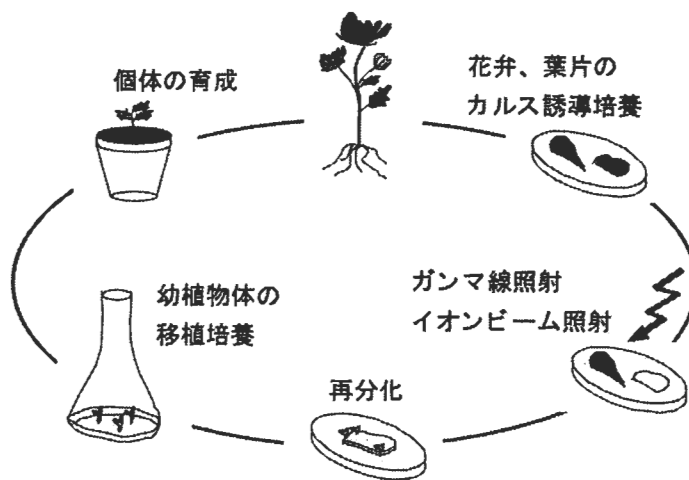 個体の育成
花弁、葉片の
カルス誘導培養
ガンマ線照射
イオンビーム照射
再分化
幼植物体の
移植培養